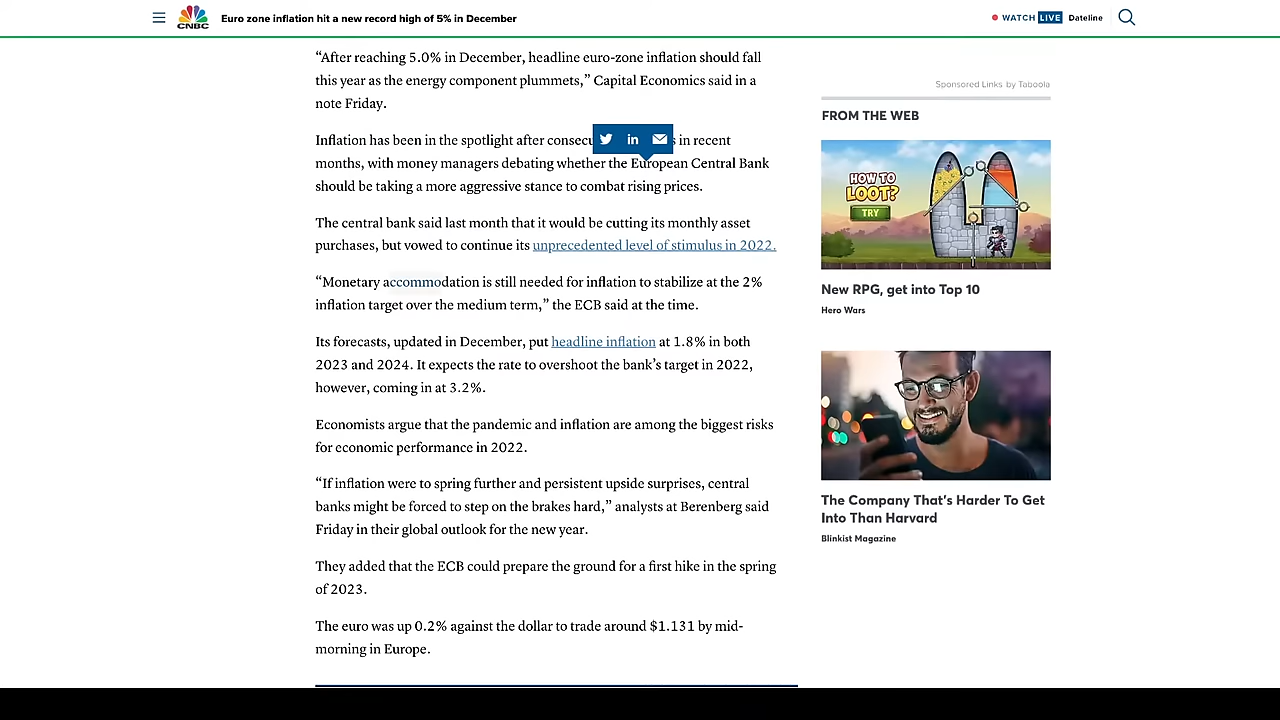 CNBC
Euro zone inflation hit a new record high of 5% in December
WATCH LIVE Dateline
“After reaching 5.0% in December, headline euro-zone inflation should fall
this year as the energy component plummets,” Capital Economics said in a
note Friday.
Inflation has been in the spotlight after in recent
months, with money managers debating whether the European Central Bank
should be taking a more aggressive stance to combat rising prices.
The central bank said last month that it would be cutting its monthly asset
purchases, but vowed to continue its unprecedented level of stimulus in 2022.
“Monetary accommodation is still needed for inflation to stabilize at the 2%
inflation target over the medium term,” the ECB said at the time.
Its forecasts, updated in December, put headline inflation at 1.8% in both
2023 and 2024. It expects the rate to overshoot the bank’s target in 2022,
however, coming in at 3.2%.
Economists argue that the pandemic and inflation are among the biggest risks
for economic performance in 2022.
“If inflation were to spring further and persistent upside surprises, central
banks might be forced to step on the brakes hard,” analysts at Berenberg said
Friday in their global outlook for the new year.
They added that the ECB could prepare the ground for a first hike in the spring
of 2023.
The euro was up 0.2% against the dollar to trade around $1.131 by mid-
morning in Europe.
Sponsored Links by Taboola
FROM THE WEB
HOW TO
LOOT?
TRY
New RPG, get into Top 10
Hero Wars
The Company That’s Harder To Get
Into Than Harvard
Blinkist Magazine